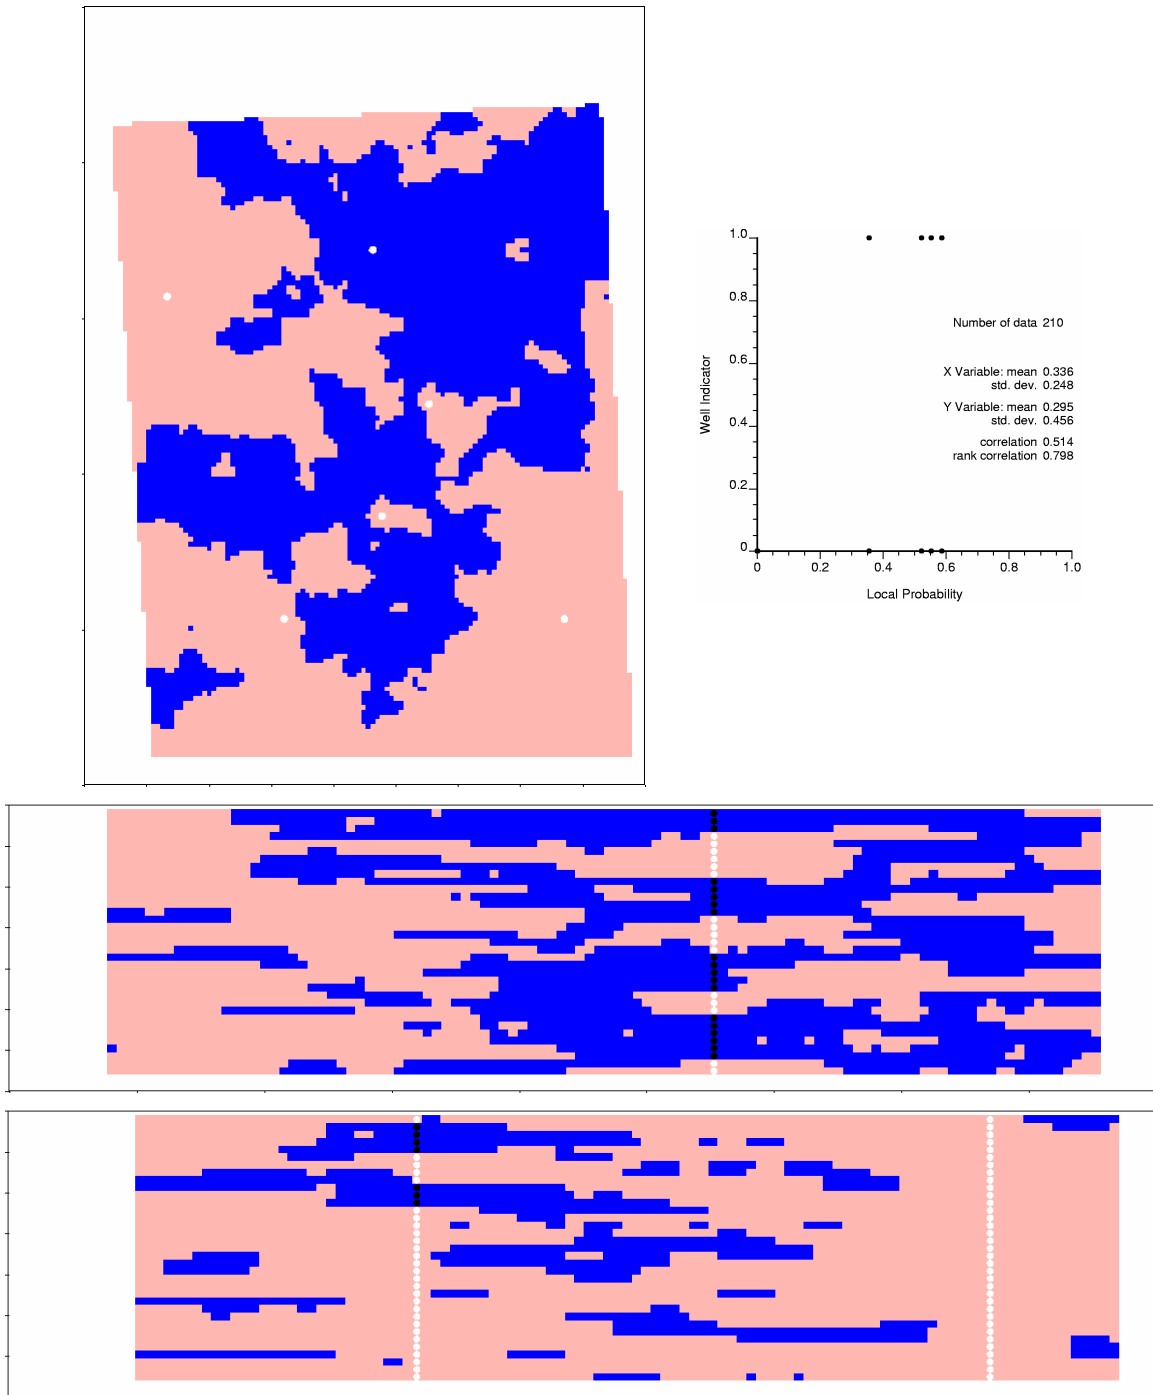 1.0
0.8
Number of data 210
0.6
X Variable: mean 0.336
std. dev. 0.248
Y Variable: mean 0.295
std. dev. 0.456
0.4
correlation 0.514
rank correlation 0.798
Well Indicator
0.2
0
0 0.2 0.4 0.6 0.8 1.0
Local Probability